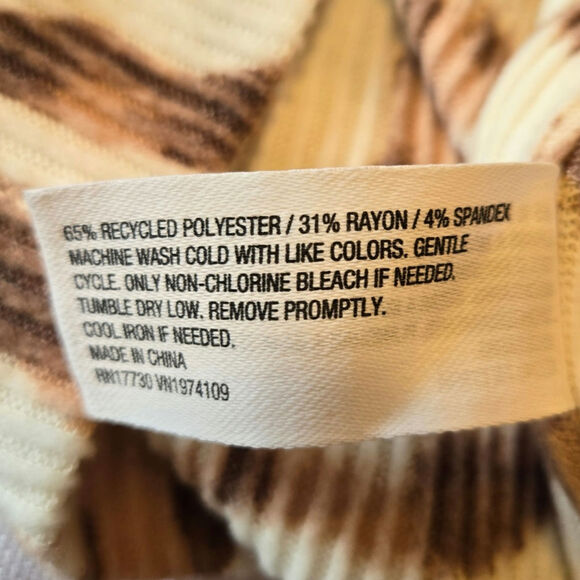 65% RECYCLED POLYESTER / 31% RAYON / 4% SPANDEX
MACHINE WASH COLD WITH LIKE COLORS. GENTLE
CYCLE. ONLY NON-CHLORINE BLEACH IF NEEDED.
TUMBLE DRY LOW. REMOVE PROMPTLY.
COOL IRON IF NEEDED.
MADE IN CHINA
RN17730 VN1974109